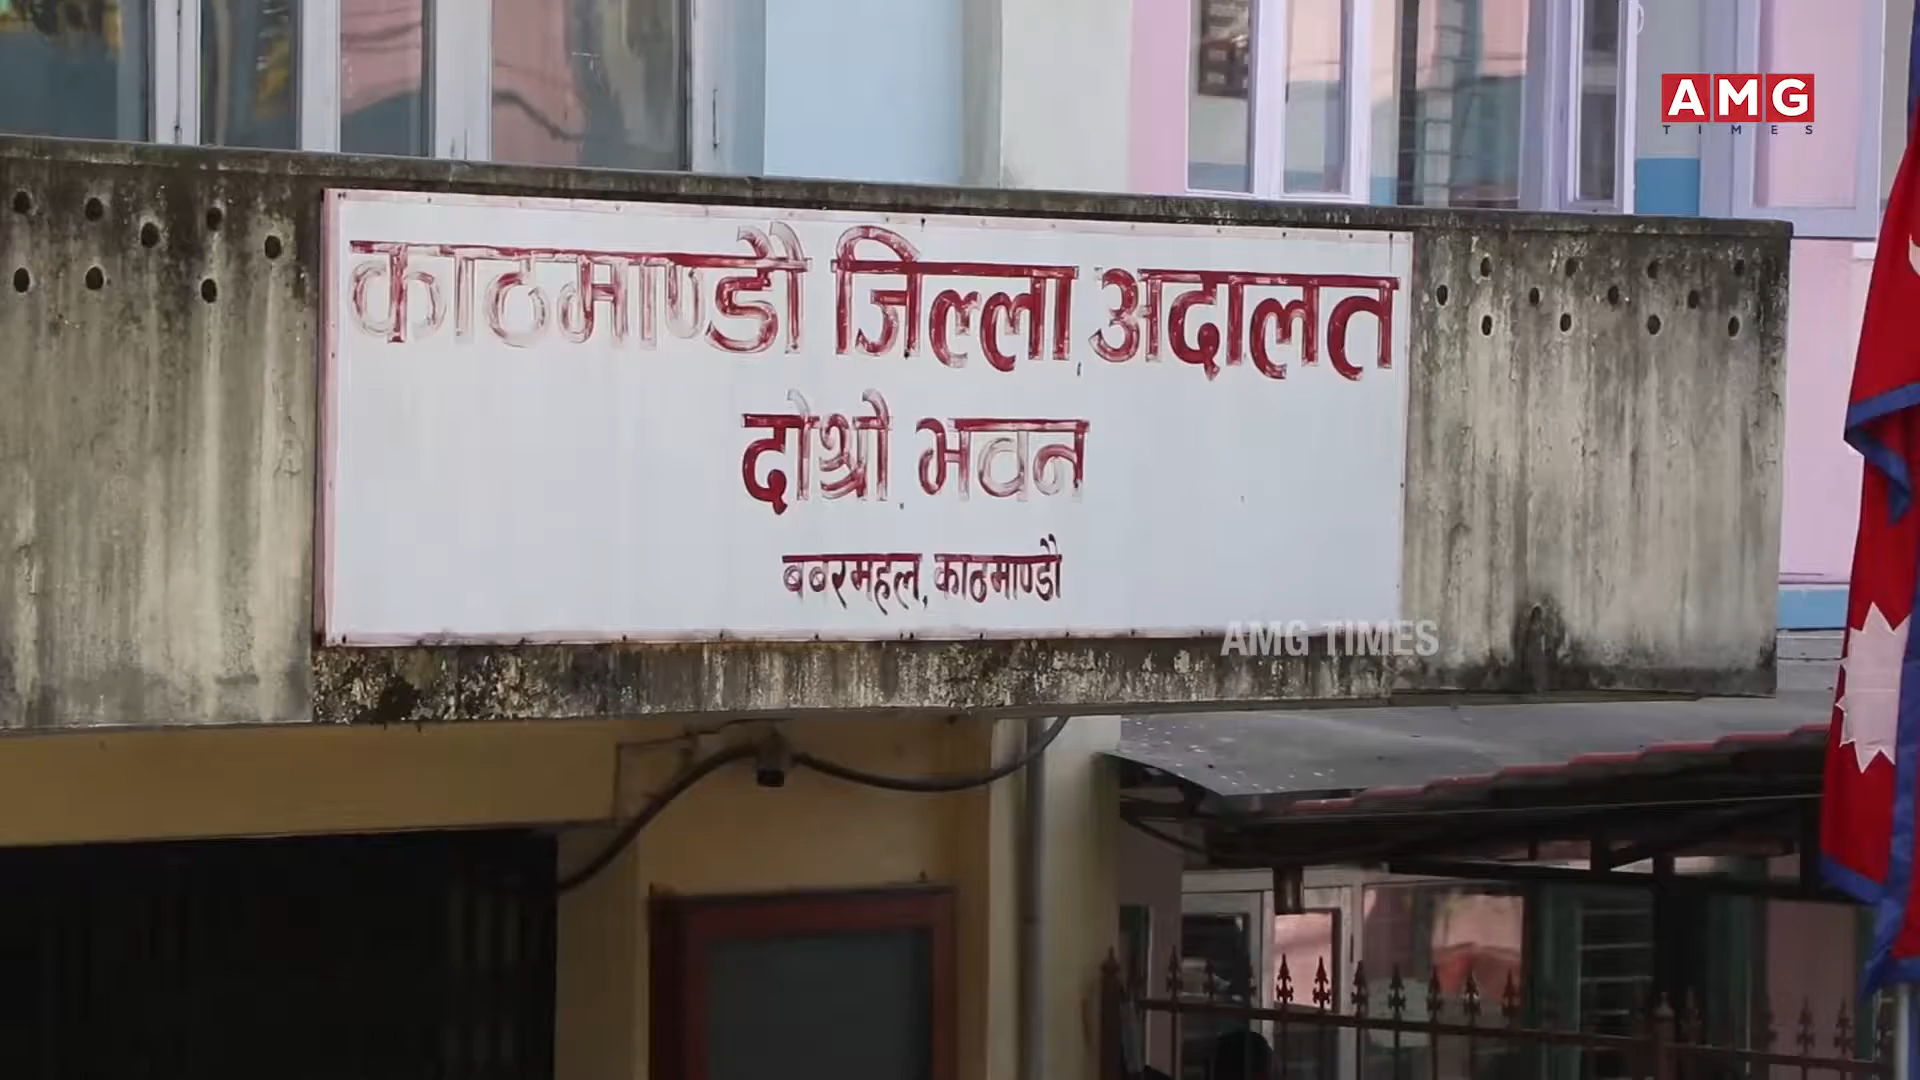 AMG
TIMES
काठमाण्डौ जिल्ला अदालत
दोश्रो भवन
बबरमहल, काठमाण्डौ
AMG TIMES